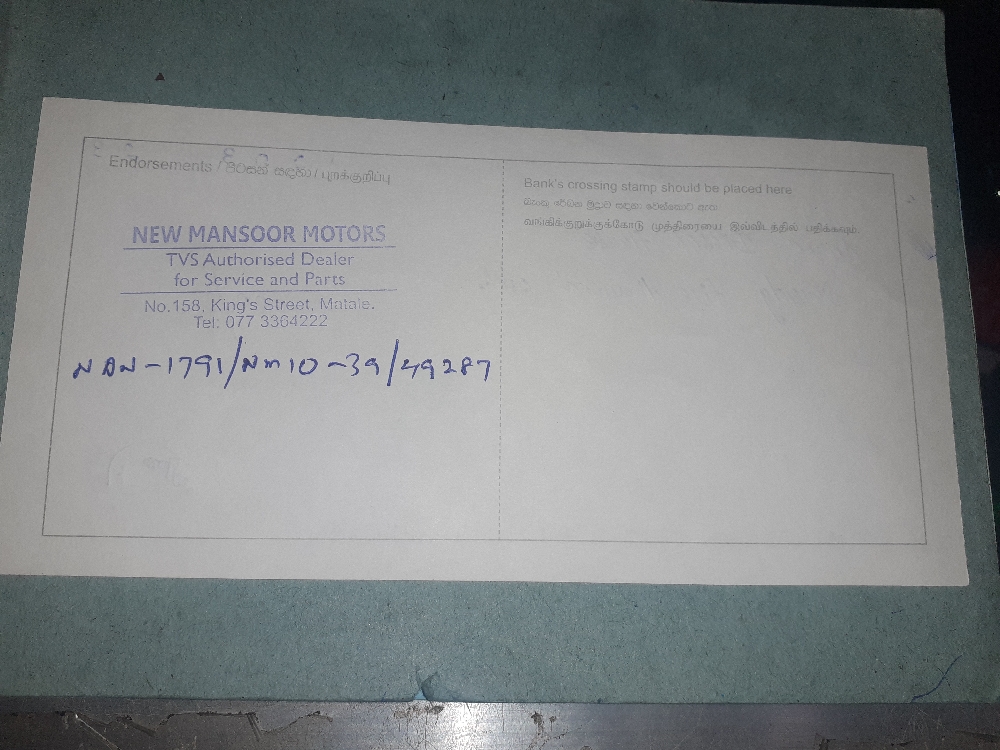 Endorsements / පිටසන් සඳහා / புறக்குறிப்பு
NEW MANSOOR MOTORS
TVS Authorised Dealer
for Service and Parts
No.158, King's Street, Matale.
Tel: 077 3364222
NAN-1791/NM10-39/49287
Bank's crossing stamp should be placed here
வங்கிக்குறுக்குக்கோடு முத்திரையை இவ்விடத்தில் பதிக்கவும்.